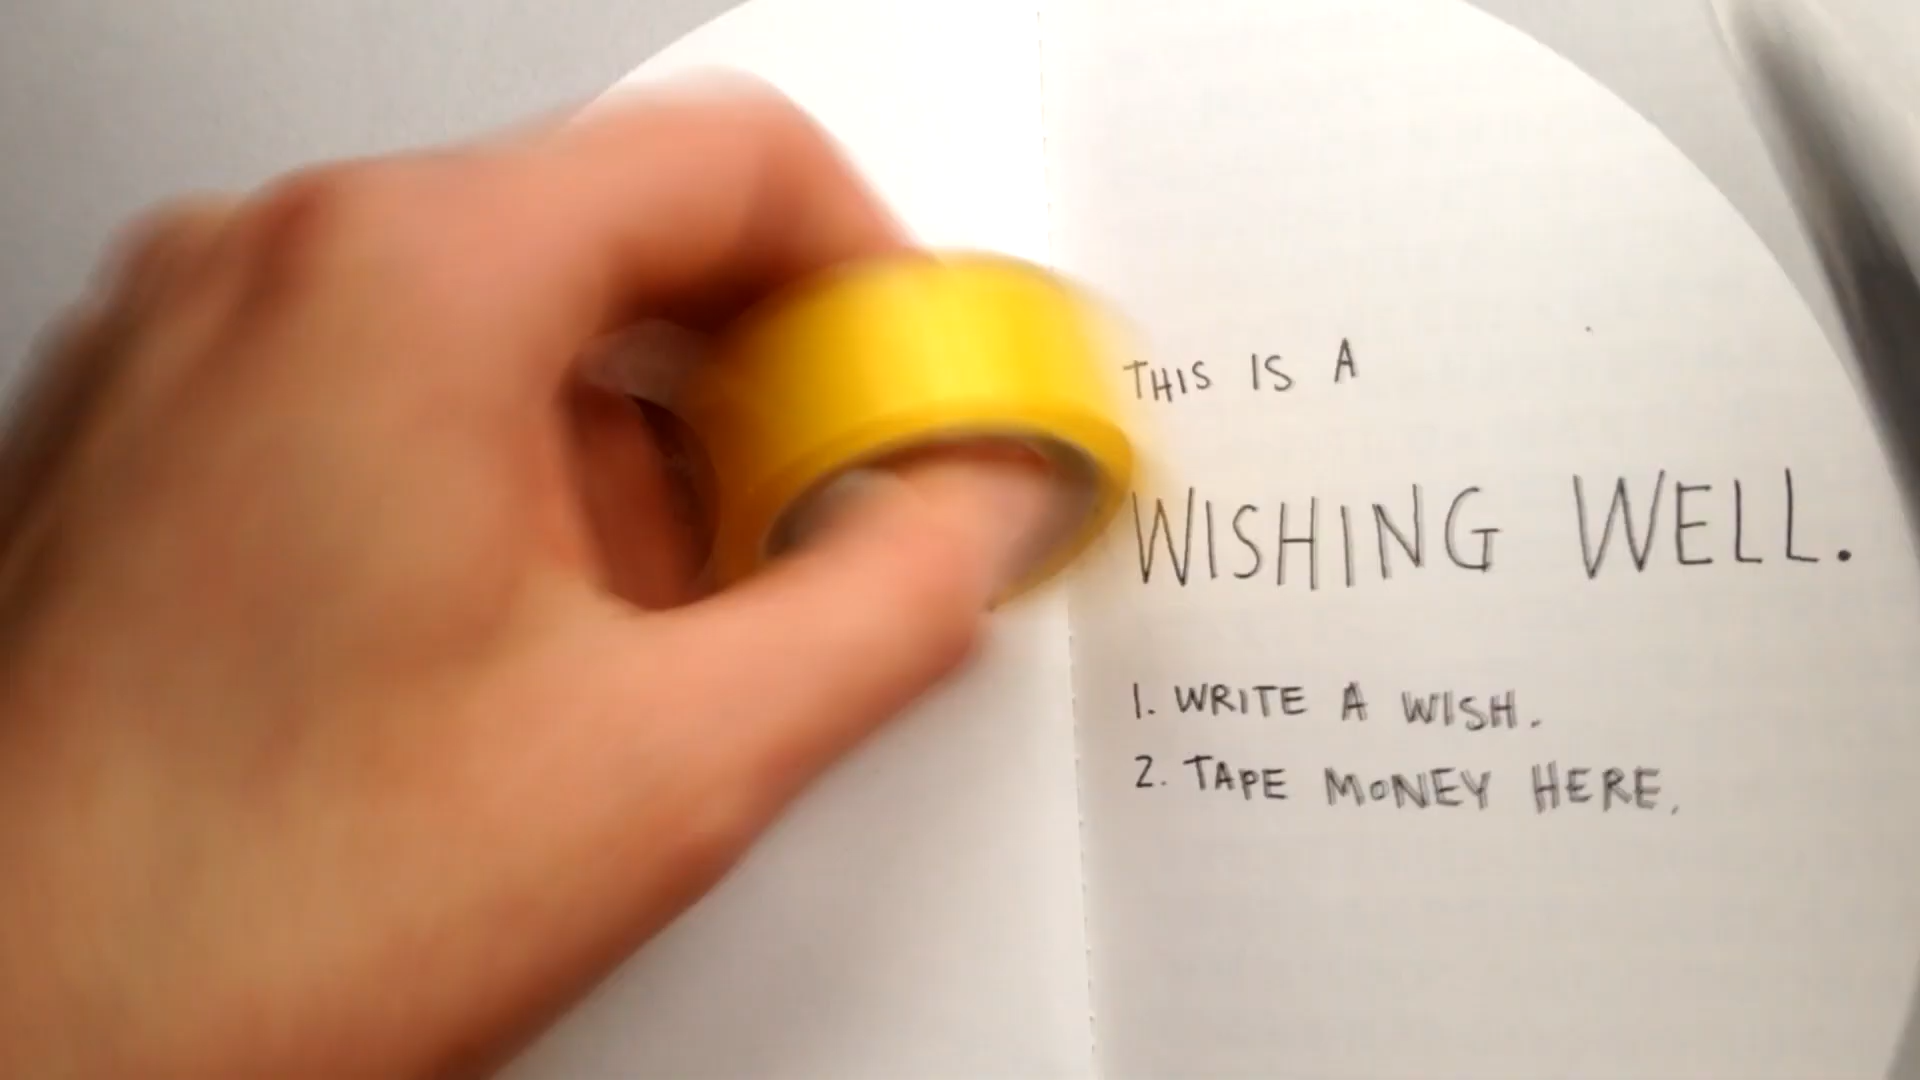 THIS IS A
WISHING WELL.
1. WRITE A WISH.
2. TAPE MONEY HERE.